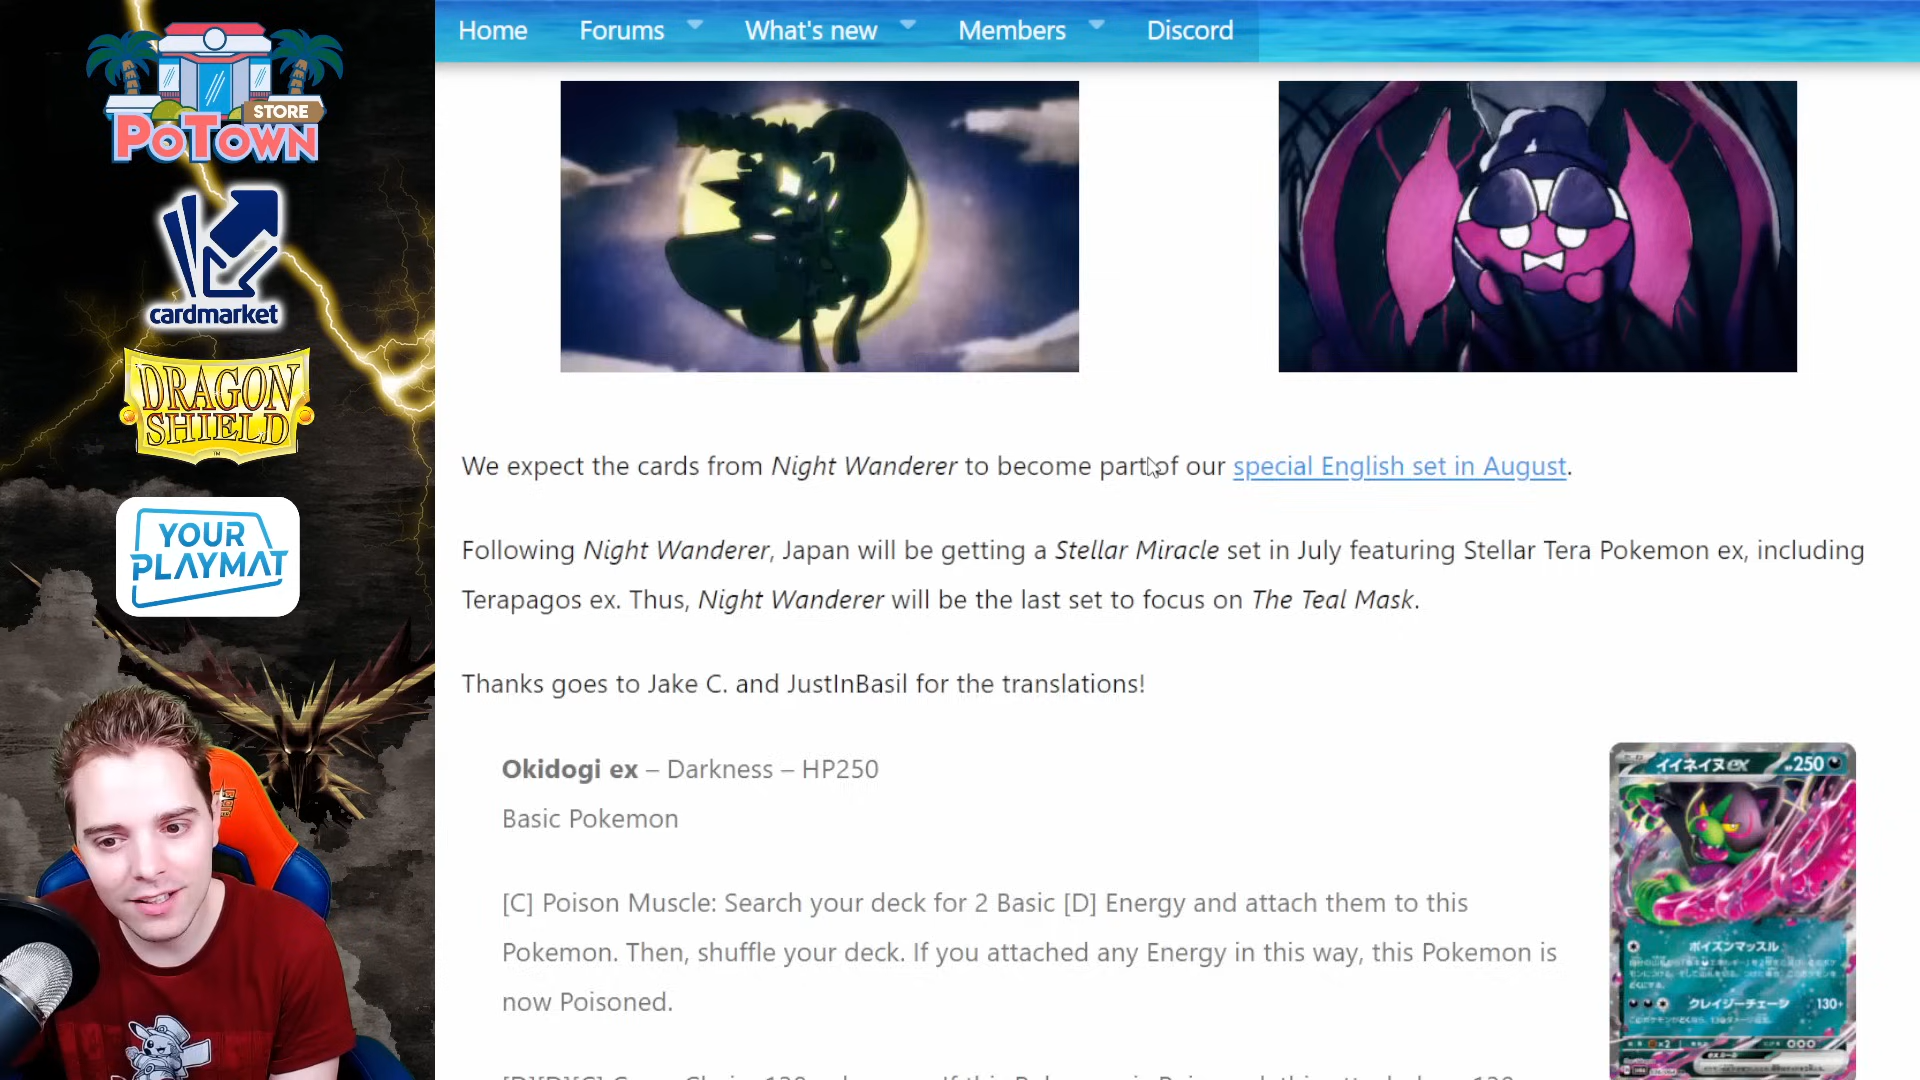 Home Forums What's new Members Discord
STORE
POTOWN
cardmarket
DRAGON
SHIELD
YOUR
PLAYMAT
We expect the cards from Night Wanderer to become part of our special English set in August.
Following Night Wanderer, Japan will be getting a Stellar Miracle set in July featuring Stellar Tera Pokemon ex, including
Terapagos ex. Thus, Night Wanderer will be the last set to focus on The Teal Mask.
Thanks goes to Jake C. and JustInBasil for the translations!
Okidogi ex – Darkness – HP250
Basic Pokemon
[C] Poison Muscle: Search your deck for 2 Basic [D] Energy and attach them to this
Pokemon. Then, shuffle your deck. If you attached any Energy in this way, this Pokemon is
now Poisoned.
イイネイヌex 250
ポイズンマッスル
クレイジーチェーン 130+